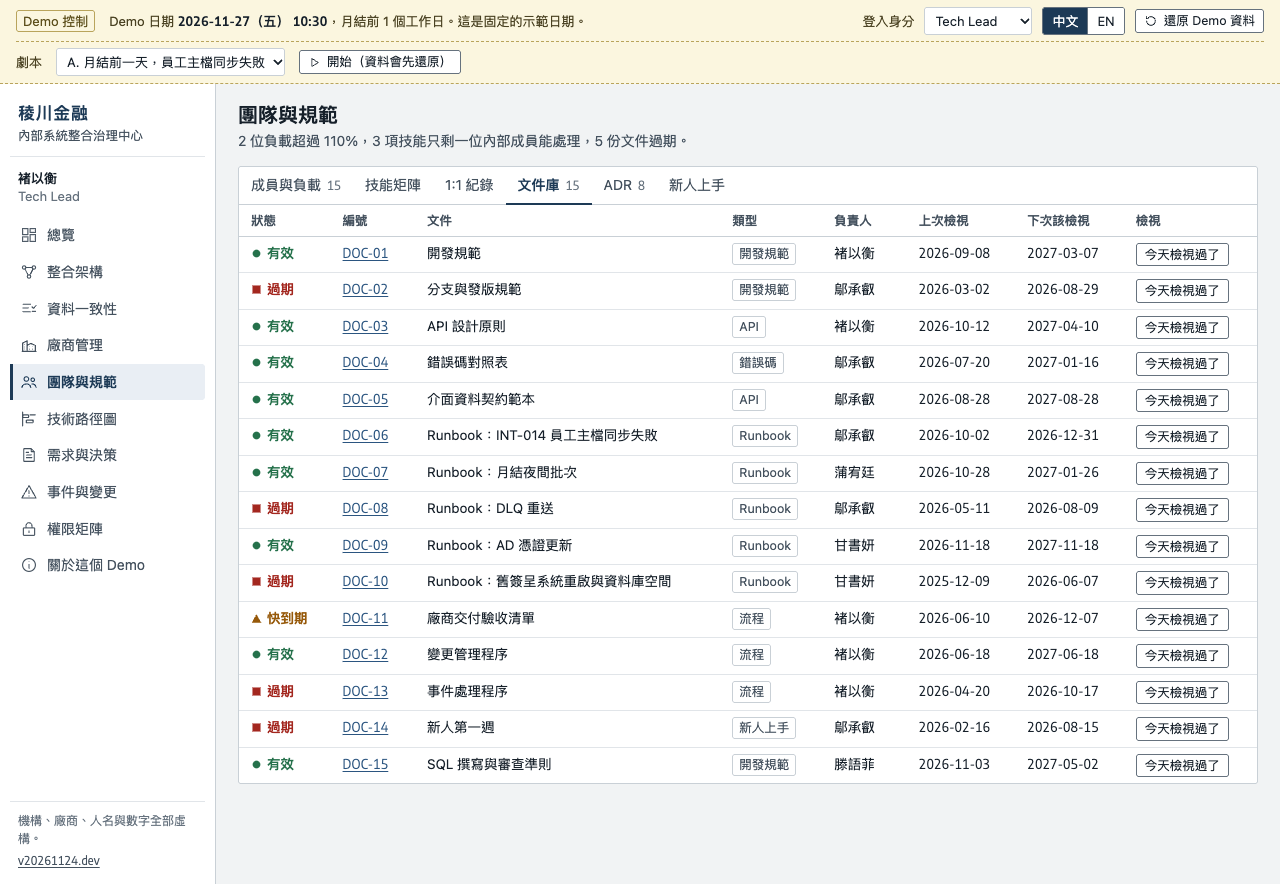 Demo 控制 Demo 日期 2026-11-27（五） 10:30，月結前 1 個工作日。這是固定的示範日期。 登入身分 Tech Lead 中文 EN 還原 Demo 資料
劇本 A. 月結前一天，員工主檔同步失敗 開始（資料會先還原）
稜川金融
內部系統整合治理中心
褚以衡
Tech Lead
總覽
整合架構
資料一致性
廠商管理
團隊與規範
技術路徑圖
需求與決策
事件與變更
權限矩陣
關於這個 Demo
機構、廠商、人名與數字全部虛
構。
v20261124.dev
團隊與規範
2 位負載超過 110%，3 項技能只剩一位內部成員能處理，5 份文件過期。
成員與負載 15 技能矩陣 1:1 紀錄 文件庫 15 ADR 8 新人上手
狀態 編號 文件 類型 負責人 上次檢視 下次該檢視 檢視
有效 DOC-01 開發規範 開發規範 褚以衡 2026-09-08 2027-03-07 今天檢視過了
過期 DOC-02 分支與發版規範 開發規範 鄔承叡 2026-03-02 2026-08-29 今天檢視過了
有效 DOC-03 API 設計原則 API 褚以衡 2026-10-12 2027-04-10 今天檢視過了
有效 DOC-04 錯誤碼對照表 錯誤碼 鄔承叡 2026-07-20 2027-01-16 今天檢視過了
有效 DOC-05 介面資料契約範本 API 鄔承叡 2026-08-28 2027-08-28 今天檢視過了
有效 DOC-06 Runbook：INT-014 員工主檔同步失敗 Runbook 鄔承叡 2026-10-02 2026-12-31 今天檢視過了
有效 DOC-07 Runbook：月結夜間批次 Runbook 蒲宥廷 2026-10-28 2027-01-26 今天檢視過了
過期 DOC-08 Runbook：DLQ 重送 Runbook 鄔承叡 2026-05-11 2026-08-09 今天檢視過了
有效 DOC-09 Runbook：AD 憑證更新 Runbook 甘書妍 2026-11-18 2027-11-18 今天檢視過了
過期 DOC-10 Runbook：舊簽呈系統重啟與資料庫空間 Runbook 甘書妍 2025-12-09 2026-06-07 今天檢視過了
快到期 DOC-11 廠商交付驗收清單 流程 褚以衡 2026-06-10 2026-12-07 今天檢視過了
有效 DOC-12 變更管理程序 流程 褚以衡 2026-06-18 2027-06-18 今天檢視過了
過期 DOC-13 事件處理程序 流程 褚以衡 2026-04-20 2026-10-17 今天檢視過了
過期 DOC-14 新人第一週 新人上手 鄔承叡 2026-02-16 2026-08-15 今天檢視過了
有效 DOC-15 SQL 撰寫與審查準則 開發規範 滕語菲 2026-11-03 2027-05-02 今天檢視過了